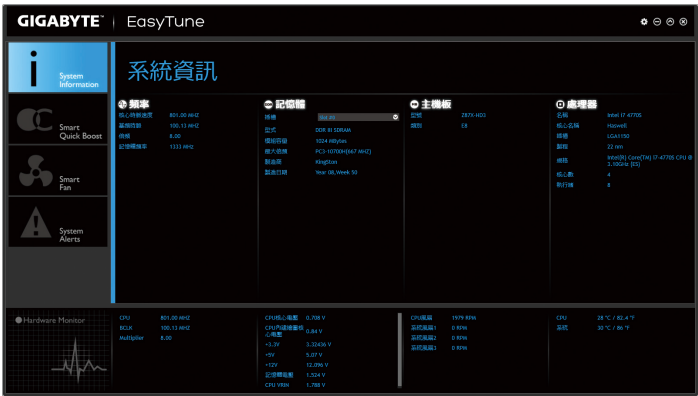 GIGABYTE™ | EasyTune
System
Information
Smart
Quick Boost
Smart
Fan
System
Alerts
系統資訊
頻率
核心時脈速度 801.00 MHZ
基頻時脈 100.13 MHZ
倍頻 8.00
記憶體頻率 1333 MHz
記憶體
插槽 Slot #0
型式 DDR III SDRAM
模組容量 1024 MBytes
最大頻寬 PC3-10700H(667 MHZ)
製造商 Kingston
製造日期 Year 08,Week 50
主機板
型號 Z87X-HD3
類別 E8
處理器
名稱 Intel i7 4770S
核心名稱 Haswell
插槽 LGA1150
製程 22 nm
規格 Intel(R) Core(TM) i7-4770S CPU @
3.10GHz [ES]
核心數 4
執行緒 8
Hardware Monitor
CPU 801.00 MHZ
BCLK 100.13 MHZ
Multiplier 8.00
CPU核心電壓 0.708 V
CPU內建繪圖核
心電壓 0.84 V
+3.3V 3.32436 V
+5V 5.07 V
+12V 12.096 V
記憶體電壓 1.524 V
CPU VRIN 1.788 V
CPU風扇 1979 RPM
系統風扇1 0 RPM
系統風扇2 0 RPM
系統風扇3 0 RPM
CPU 28 °C / 82.4 °F
系統 30 °C / 86 °F